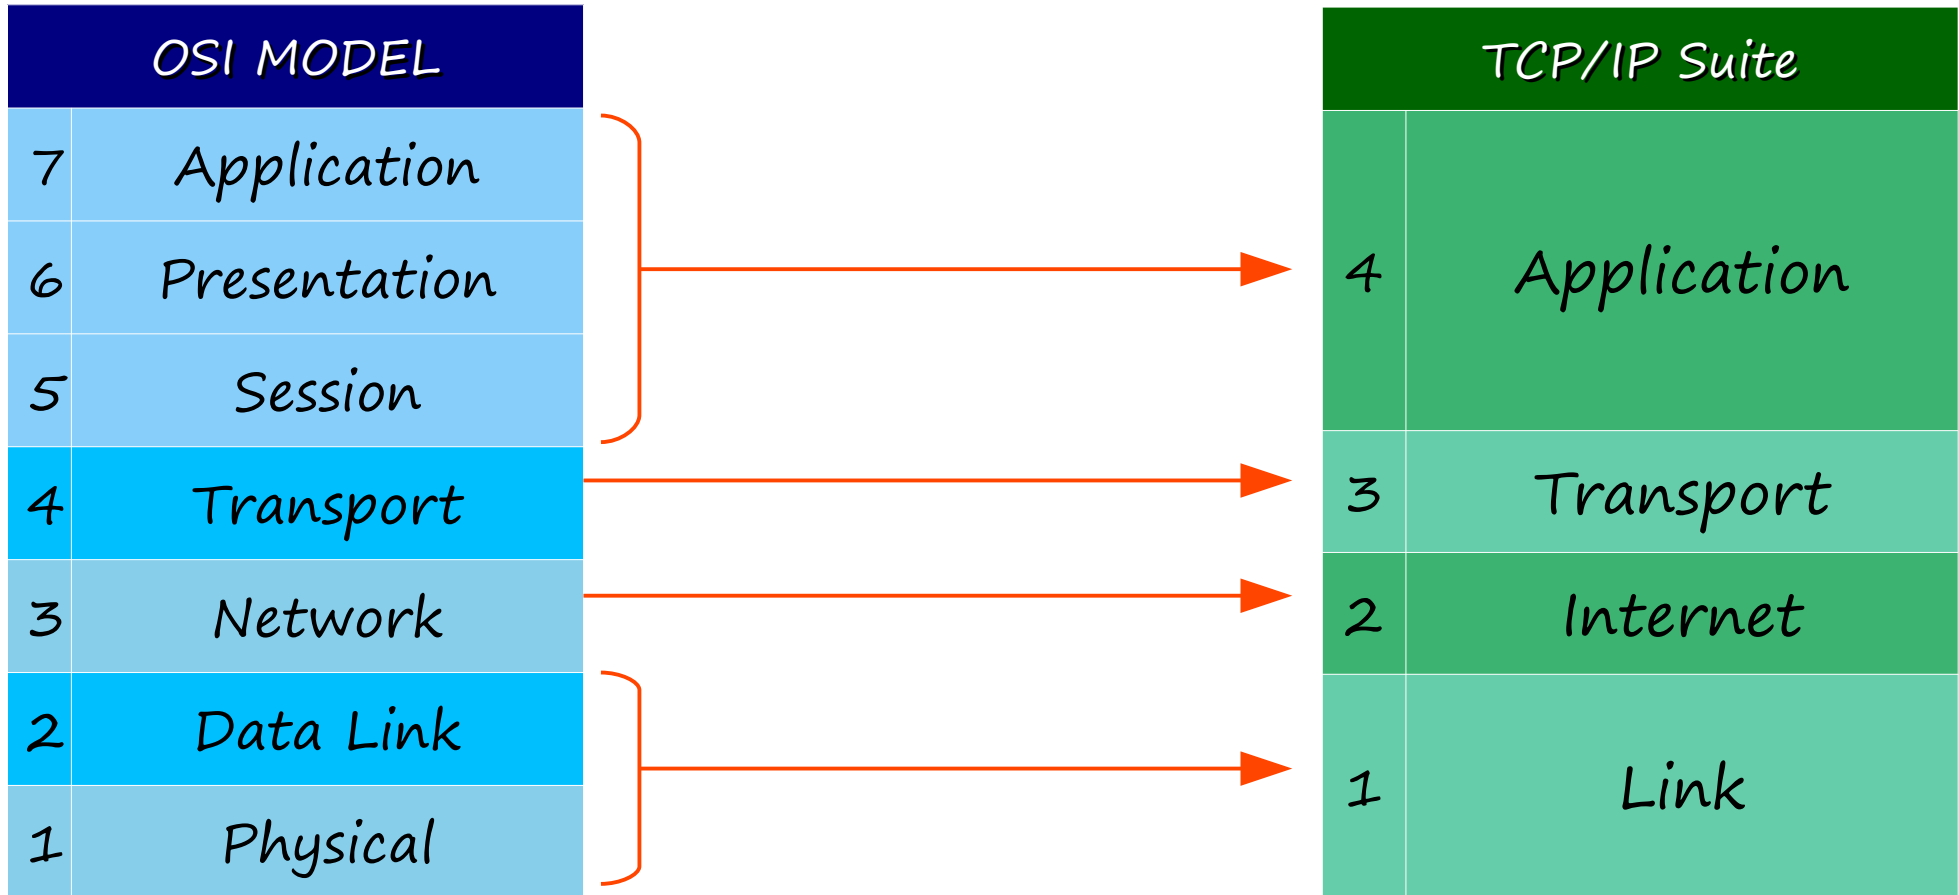 OSI MODEL
7 Application
6 Presentation
5 Session
4 Transport
3 Network
2 Data Link
1 Physical
TCP/IP Suite
4 Application
3 Transport
2 Internet
1 Link